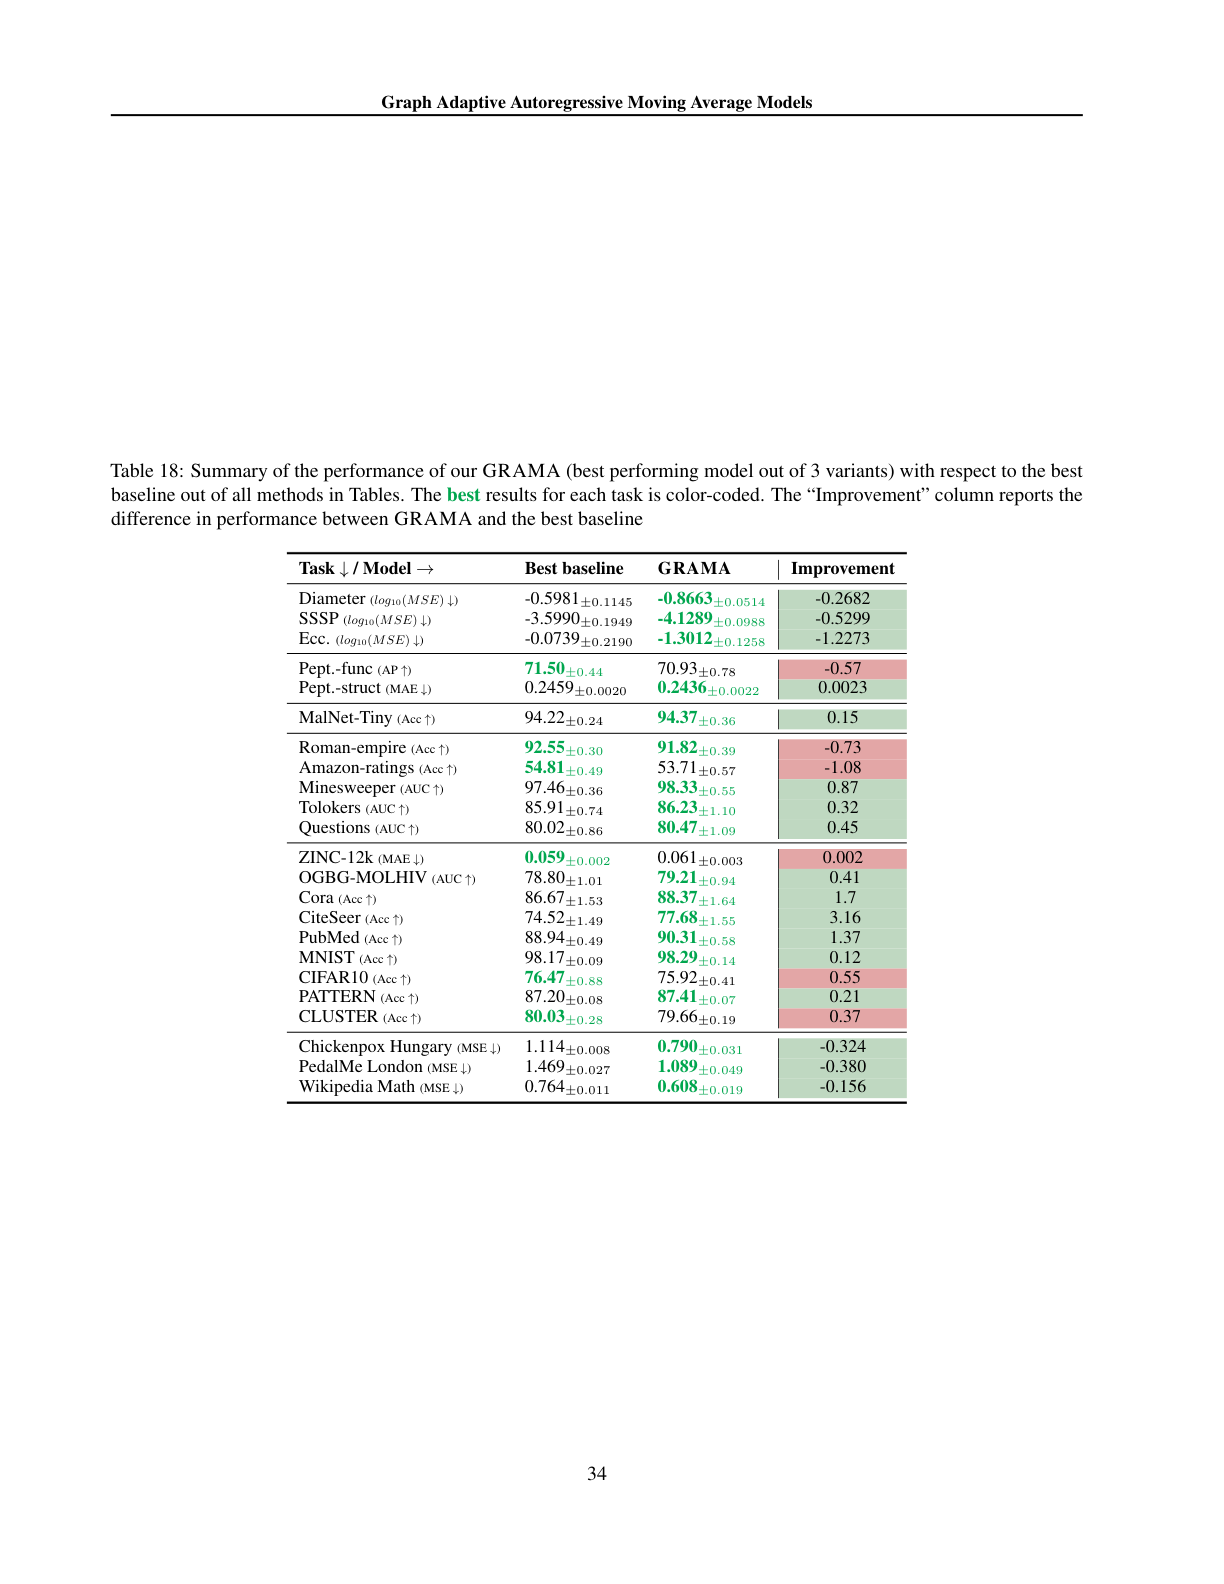 Graph Adaptive Autoregressive Moving Average Models
Table 18: Summary of the performance of our GRAMA (best performing model out of 3 variants) with respect to the best
baseline out of all methods in Tables. The best results for each task is color-coded. The “Improvement” column reports the
difference in performance between GRAMA and the best baseline
Task ↓ / Model → Best baseline GRAMA Improvement
Diameter (log10(MSE) ↓) -0.5981±0.1145 -0.8663±0.0514 -0.2682
SSSP (log10(MSE) ↓) -3.5990±0.1949 -4.1289±0.0988 -0.5299
Ecc. (log10(MSE) ↓) -0.0739±0.2190 -1.3012±0.1258 -1.2273
Pept.-func (AP ↑) 71.50±0.44 70.93±0.78 -0.57
Pept.-struct (MAE ↓) 0.2459±0.0020 0.2436±0.0022 0.0023
MalNet-Tiny (Acc ↑) 94.22±0.24 94.37±0.36 0.15
Roman-empire (Acc ↑) 92.55±0.30 91.82±0.39 -0.73
Amazon-ratings (Acc ↑) 54.81±0.49 53.71±0.57 -1.08
Minesweeper (AUC ↑) 97.46±0.36 98.33±0.55 0.87
Tolokers (AUC ↑) 85.91±0.74 86.23±1.10 0.32
Questions (AUC ↑) 80.02±0.86 80.47±1.09 0.45
ZINC-12k (MAE ↓) 0.059±0.002 0.061±0.003 0.002
OGBG-MOLHIV (AUC ↑) 78.80±1.01 79.21±0.94 0.41
Cora (Acc ↑) 86.67±1.53 88.37±1.64 1.7
CiteSeer (Acc ↑) 74.52±1.49 77.68±1.55 3.16
PubMed (Acc ↑) 88.94±0.49 90.31±0.58 1.37
MNIST (Acc ↑) 98.17±0.09 98.29±0.14 0.12
CIFAR10 (Acc ↑) 76.47±0.88 75.92±0.41 0.55
PATTERN (Acc ↑) 87.20±0.08 87.41±0.07 0.21
CLUSTER (Acc ↑) 80.03±0.28 79.66±0.19 0.37
Chickenpox Hungary (MSE ↓) 1.114±0.008 0.790±0.031 -0.324
PedalMe London (MSE ↓) 1.469±0.027 1.089±0.049 -0.380
Wikipedia Math (MSE ↓) 0.764±0.011 0.608±0.019 -0.156
34